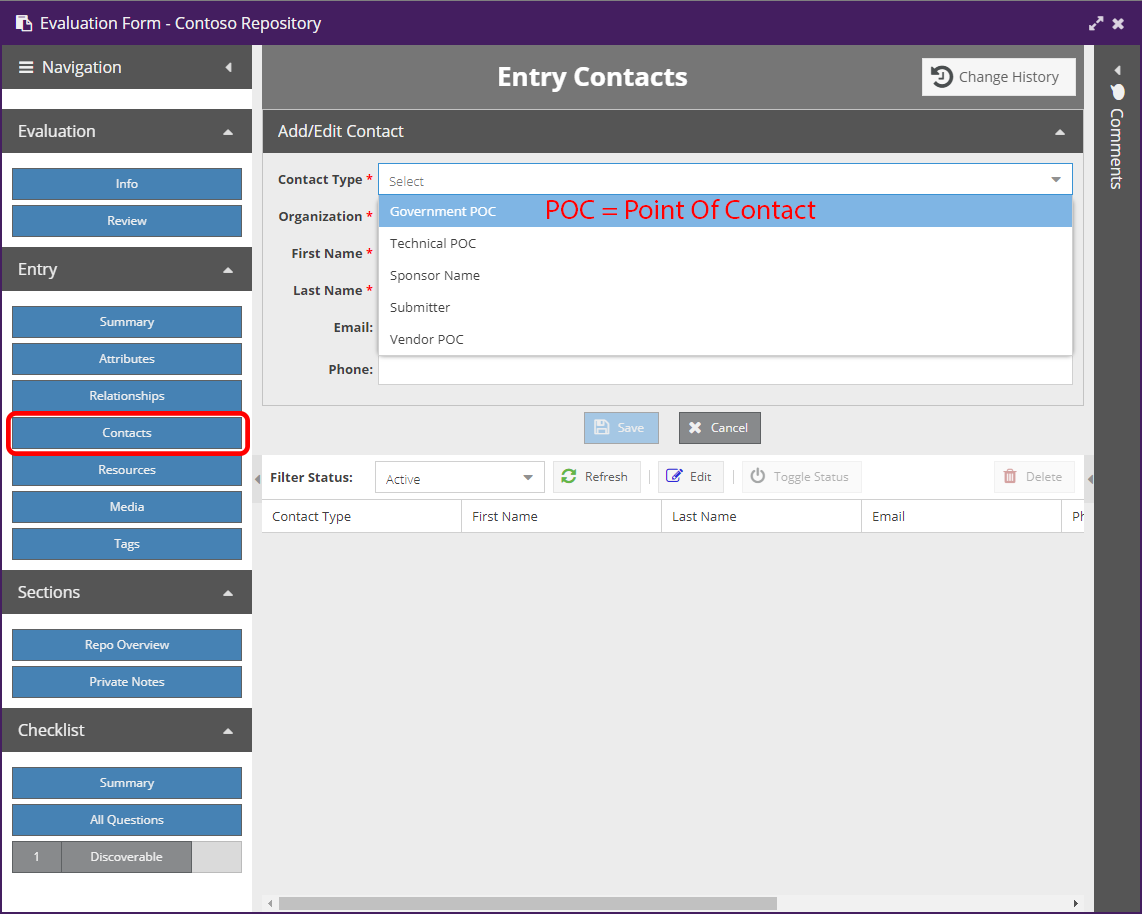 Evaluation Form - Contoso Repository
Navigation
Evaluation
Info
Review
Entry
Summary
Attributes
Relationships
Contacts
Resources
Media
Tags
Sections
Repo Overview
Private Notes
Checklist
Summary
All Questions
1 Discoverable
Entry Contacts
Change History
Add/Edit Contact
Contact Type * Select
Organization *
First Name *
Last Name *
Email:
Phone:
Government POC POC = Point Of Contact
Technical POC
Sponsor Name
Submitter
Vendor POC
Save Cancel
Filter Status: Active Refresh Edit Toggle Status Delete
Contact Type First Name Last Name Email
Comments